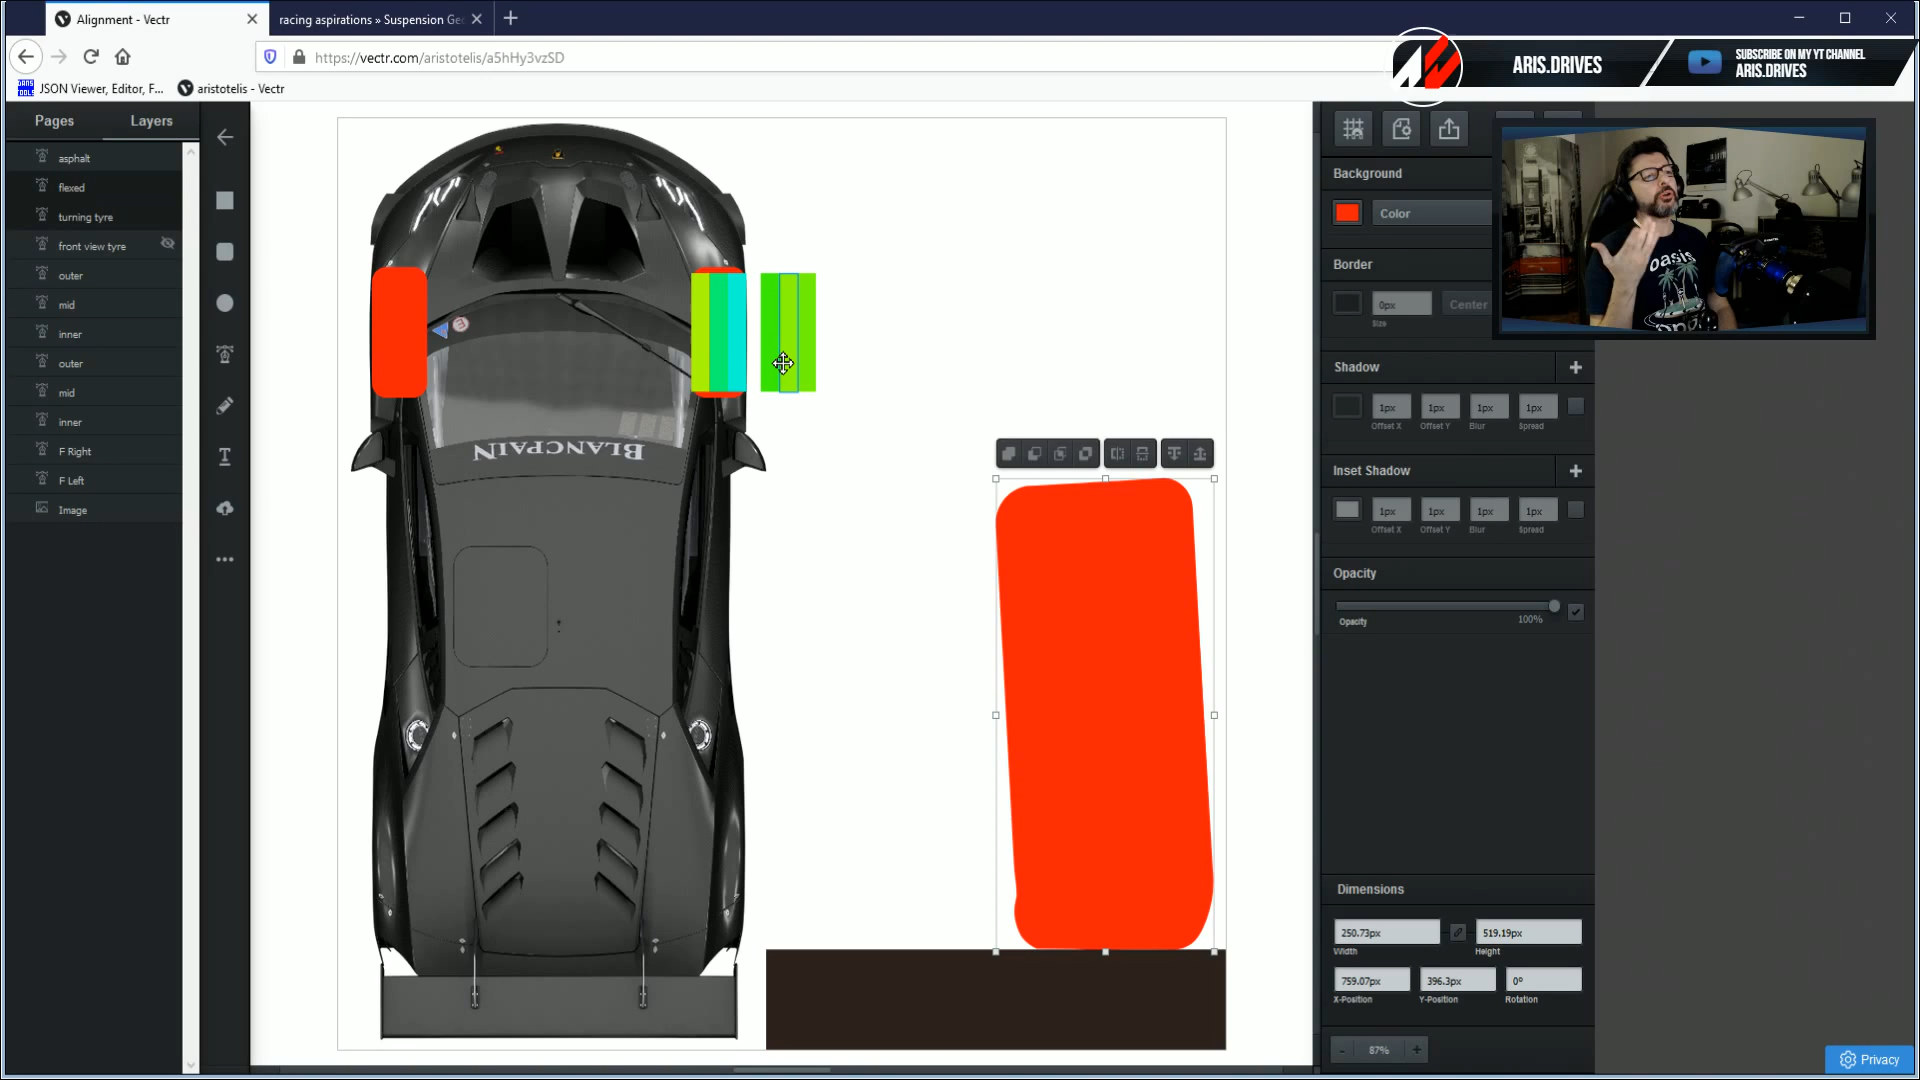 Alignment - Vectr
racing aspirations » Suspension Ge
https://vectr.com/aristotelis/a5hHy3vzSD
JSON Viewer, Editor, F...
aristotelis - Vectr
ARIS.DRIVES
SUBSCRIBE ON MY YT CHANNEL
ARIS.DRIVES
Pages
Layers
asphalt
flexed
turning tyre
front view tyre
outer
mid
inner
outer
mid
inner
F Right
F Left
Image
BLANCPAIN
oasis
Background
Color
Border
0px
Center
Size
Shadow
1px
1px
1px
1px
Offset X
Offset Y
Blur
Spread
Inset Shadow
1px
1px
1px
1px
Offset X
Offset Y
Blur
Spread
Opacity
Opacity
100%
Dimensions
250.73px
519.19px
Width
Height
759.07px
396.3px
0°
X-Position
Y-Position
Rotation
-
87%
+
Privacy